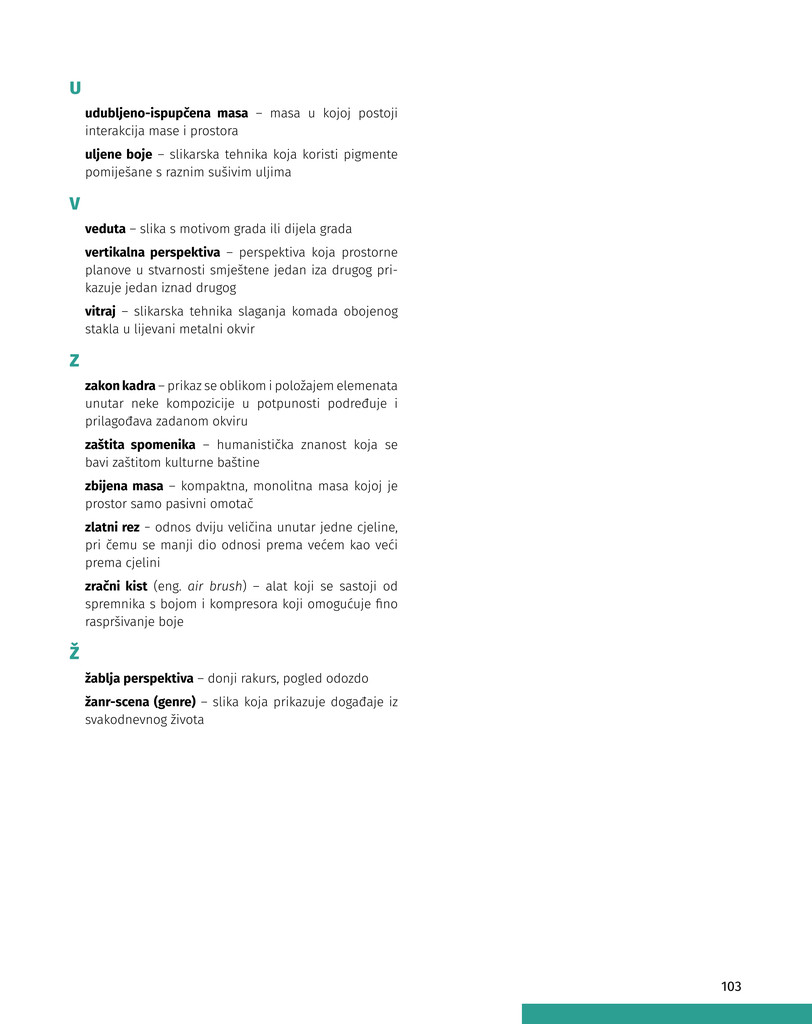 U
udubljeno-ispupčena masa – masa u kojoj postoji
interakcija mase i prostora
uljene boje – slikarska tehnika koja koristi pigmente
pomiješane s raznim sušivim uljima
V
veduta – slika s motivom grada ili dijela grada
vertikalna perspektiva – perspektiva koja prostorne
planove u stvarnosti smještene jedan iza drugog pri-
kazuje jedan iznad drugog
vitraj – slikarska tehnika slaganja komada obojenog
stakla u lijevani metalni okvir
Z
zakon kadra – prikaz se oblikom i položajem elemenata
unutar neke kompozicije u potpunosti podređuje i
prilagođava zadanom okviru
zaštita spomenika – humanistička znanost koja se
bavi zaštitom kulturne baštine
zbijena masa – kompaktna, monolitna masa kojoj je
prostor samo pasivni omotač
zlatni rez - odnos dviju veličina unutar jedne cjeline,
pri čemu se manji dio odnosi prema većem kao veći
prema cjelini
zračni kist (eng. air brush) – alat koji se sastoji od
spremnika s bojom i kompresora koji omogućuje fino
raspršivanje boje
Ž
žablja perspektiva – donji rakurs, pogled odozdo
žanr-scena (genre) – slika koja prikazuje događaje iz
svakodnevnog života
103